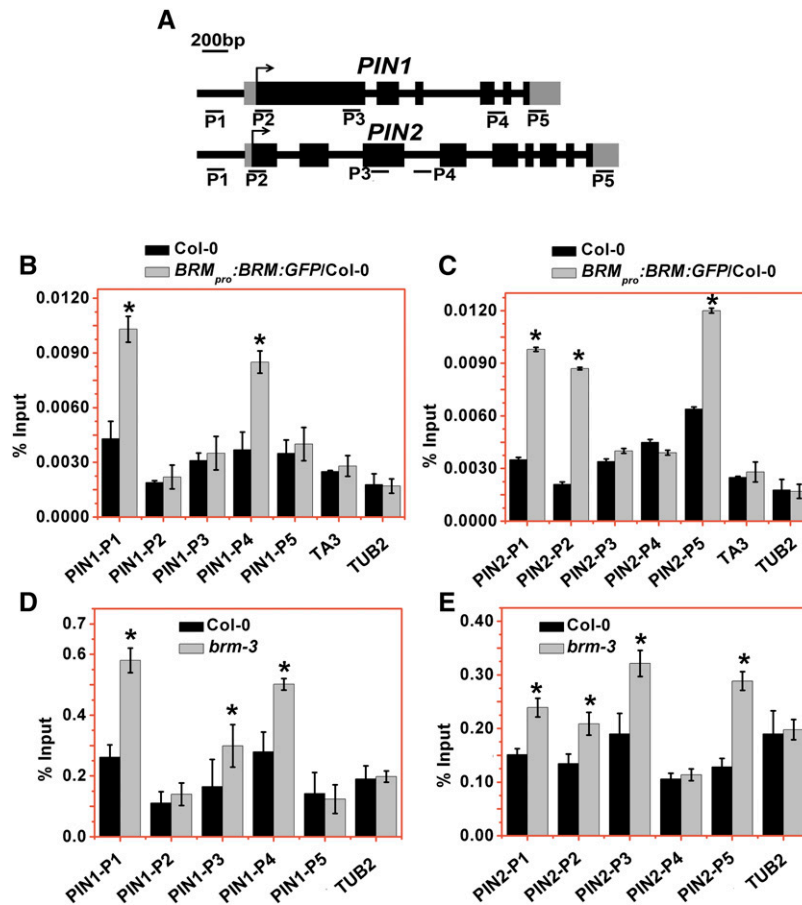 A
200bp
PIN1
P1 P2 P3 P4 P5
PIN2
P1 P2 P3 P4 P5
B
Col-0
BRMpro:BRM:GFP/Col-0
% Input
0.0120
0.0090
0.0060
0.0030
0.0000
PIN1-P1
PIN1-P2
PIN1-P3
PIN1-P4
PIN1-P5
TA3
TUB2
* *
C
Col-0
BRMpro:BRM:GFP/Col-0
% Input
0.0120
0.0090
0.0060
0.0030
0.0000
PIN2-P1
PIN2-P2
PIN2-P3
PIN2-P4
PIN2-P5
TA3
TUB2
* * *
D
Col-0
brm-3
% Input
0.7
0.6
0.4
0.2
0.0
PIN1-P1
PIN1-P2
PIN1-P3
PIN1-P4
PIN1-P5
TUB2
* * *
E
Col-0
brm-3
% Input
0.40
0.30
0.20
0.10
0.00
PIN2-P1
PIN2-P2
PIN2-P3
PIN2-P4
PIN2-P5
TUB2
* * * *